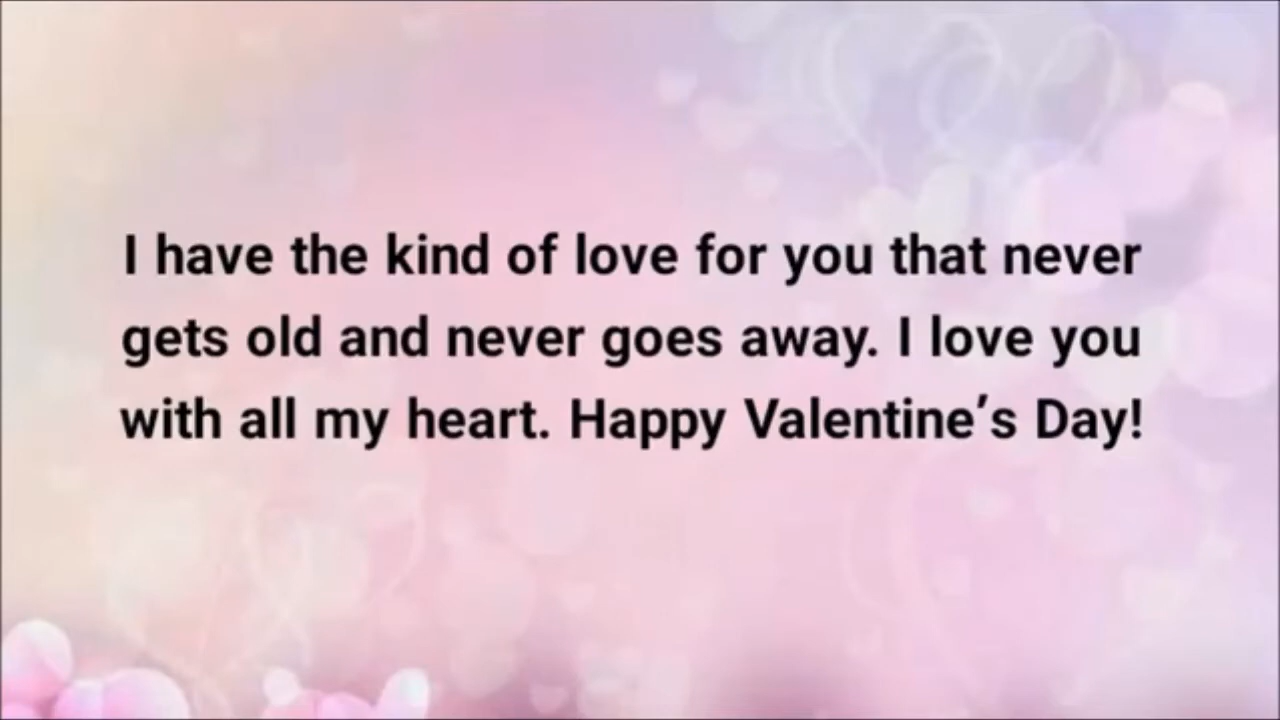 I have the kind of love for you that never
gets old and never goes away. I love you
with all my heart. Happy Valentine′s Day!